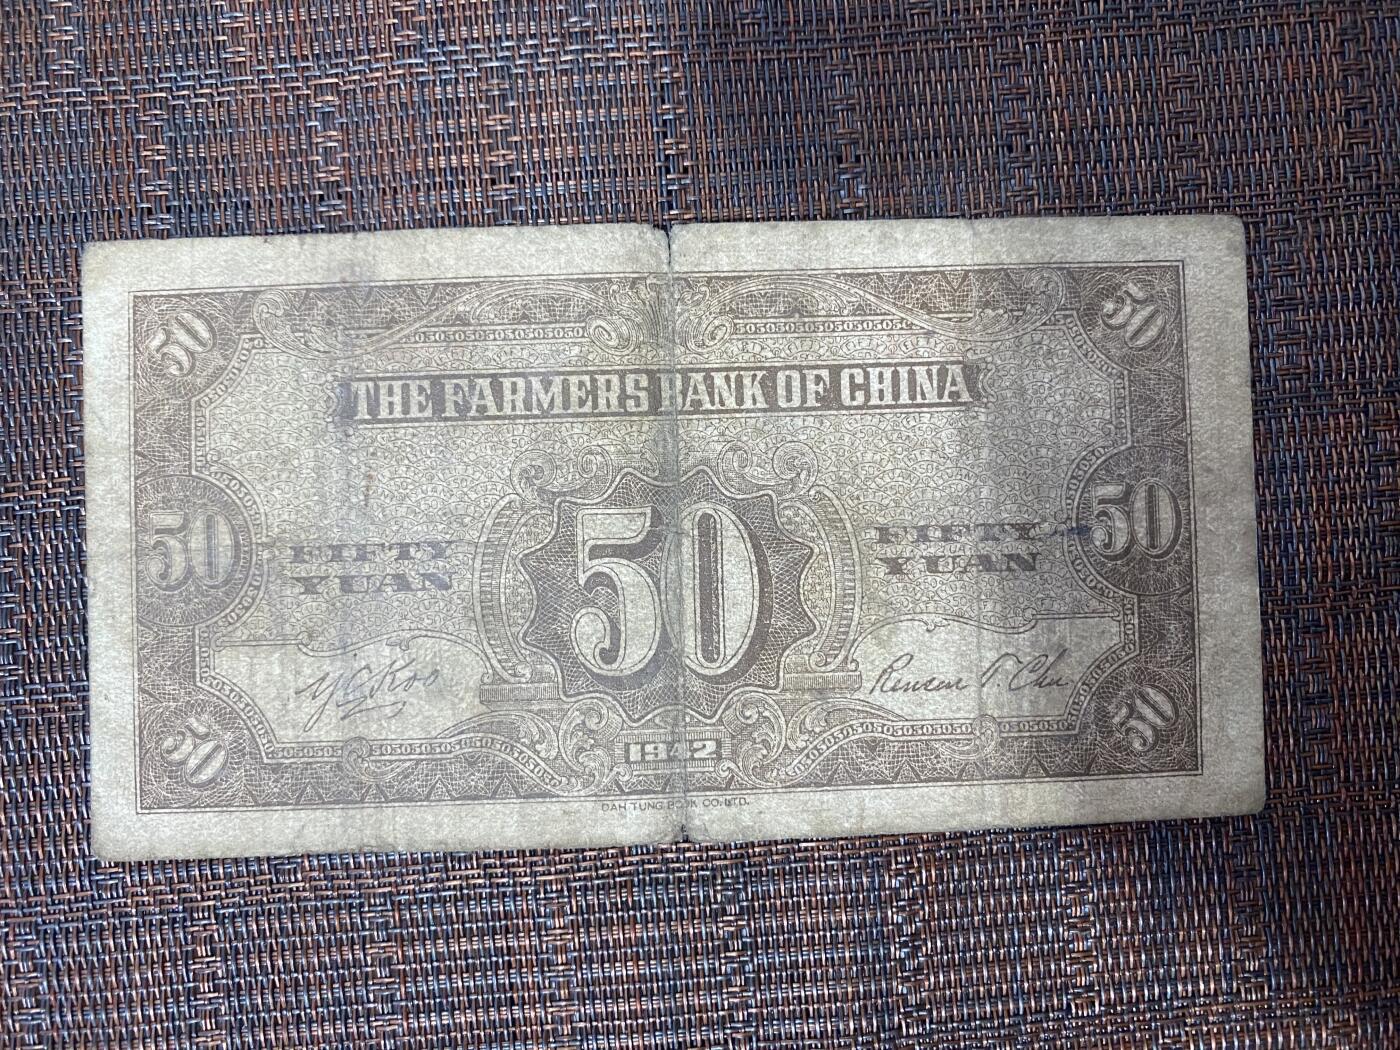 50
50
THE FARMERS BANK OF CHINA
50
FIFTY
YUAN
50
FIFTY
YUAN
50
Y C Koo
50
1942
50
DAH TUNG BOOK CO. LTD.